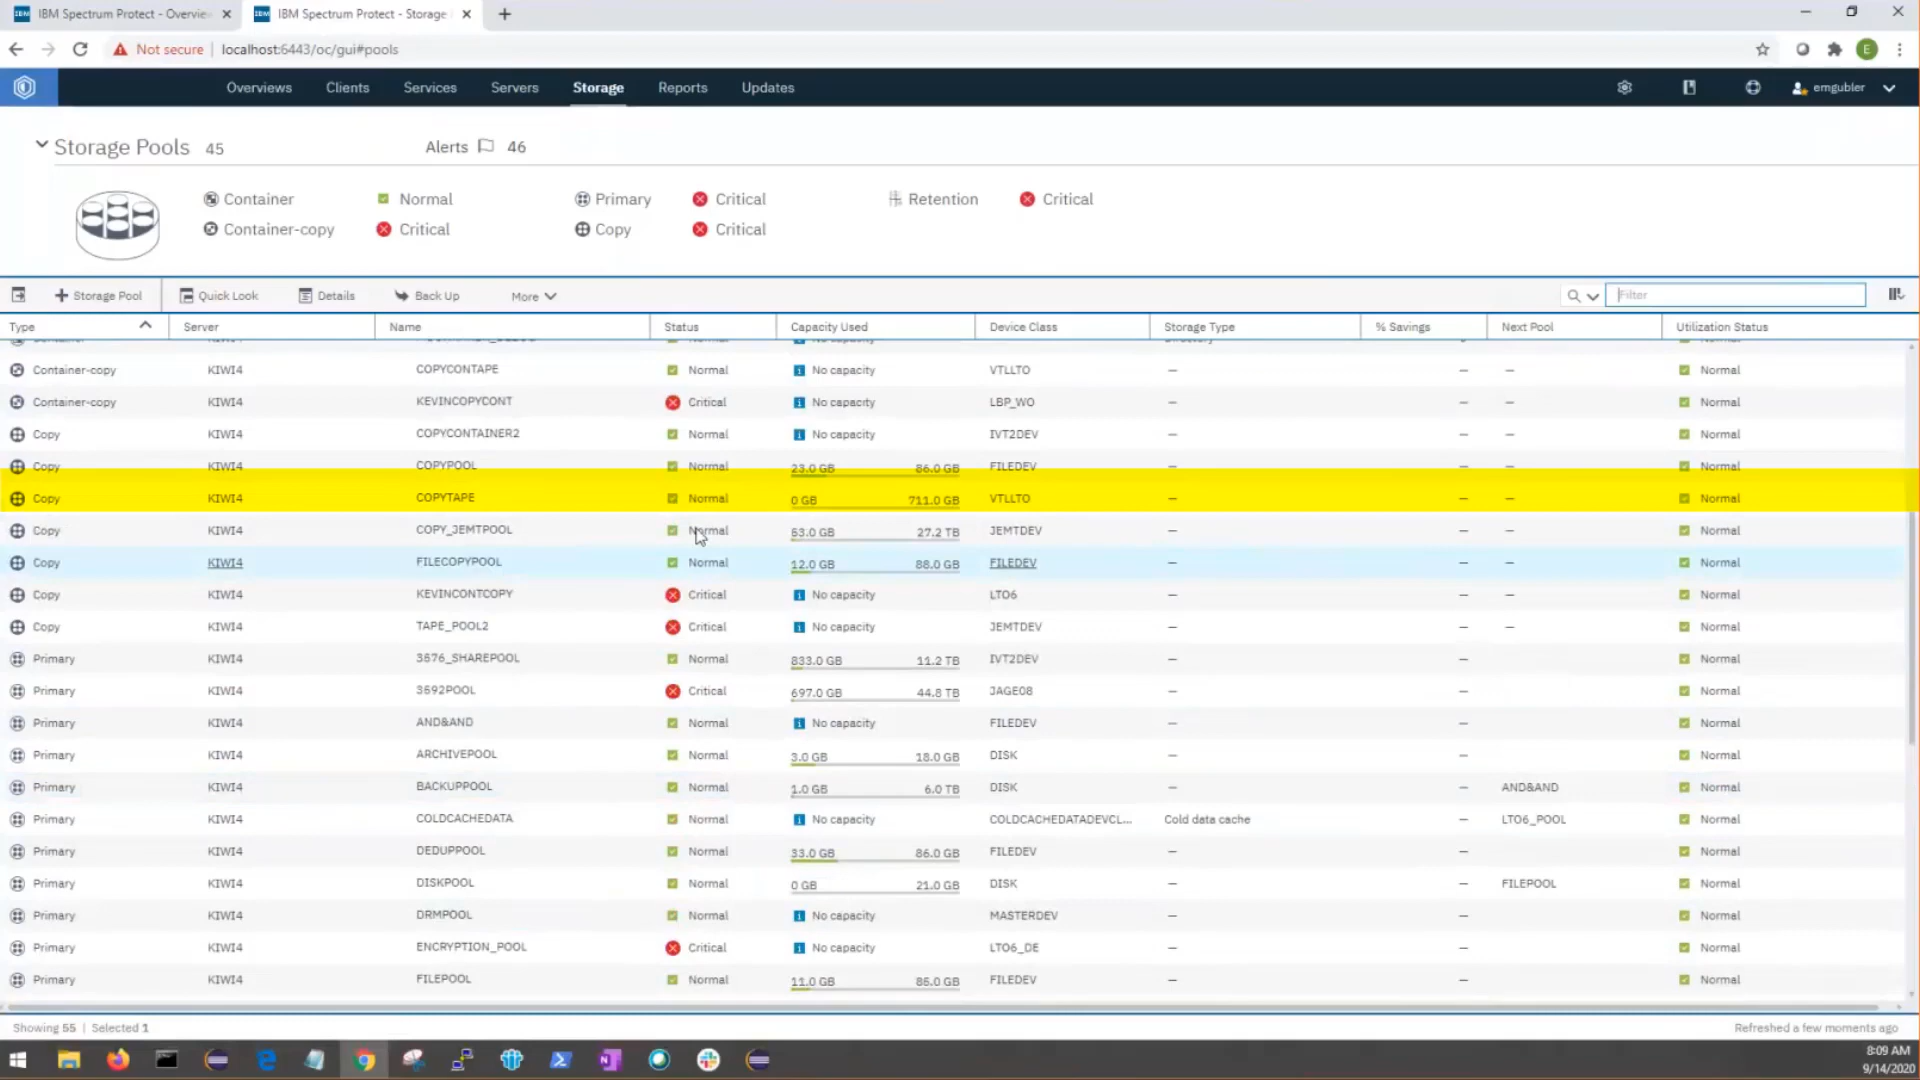 IBM Spectrum Protect - Overview
IBM Spectrum Protect - Storage
Not secure | localhost:6443/oc/gui#pools E
Overviews Clients Services Servers Storage Reports Updates emgubler
Storage Pools 45 Alerts 46
Container Normal Primary Critical Retention Critical
Container-copy Critical Copy Critical
Storage Pool Quick Look Details Back Up More Filter
Type Server Name Status Capacity Used Device Class Storage Type % Savings Next Pool Utilization Status
Container-copy KIWI4 COPYCONTAPE Normal No capacity VTLLTO — — — Normal
Container-copy KIWI4 KEVINCOPYCONT Critical No capacity LBP_WO — — — Normal
Copy KIWI4 COPYCONTAINER2 Normal No capacity IVT2DEV — — — Normal
Copy KIWI4 COPYPOOL Normal 23.0 GB 86.0 GB FILEDEV — — — Normal
Copy KIWI4 COPYTAPE Normal 0 GB 711.0 GB VTLLTO — — — Normal
Copy KIWI4 COPY_JEMTPOOL Normal 53.0 GB 27.2 TB JEMTDEV — — — Normal
Copy KIWI4 FILECOPYPOOL Normal 12.0 GB 88.0 GB FILEDEV — — — Normal
Copy KIWI4 KEVINCONTCOPY Critical No capacity LTO6 — — — Normal
Copy KIWI4 TAPE_POOL2 Critical No capacity JEMTDEV — — — Normal
Primary KIWI4 3576_SHAREPOOL Normal 833.0 GB 11.2 TB IVT2DEV — — Normal
Primary KIWI4 3592POOL Critical 697.0 GB 44.8 TB JAGE08 — — Normal
Primary KIWI4 AND&AND Normal No capacity FILEDEV — — Normal
Primary KIWI4 ARCHIVEPOOL Normal 3.0 GB 18.0 GB DISK — — Normal
Primary KIWI4 BACKUPPOOL Normal 1.0 GB 6.0 TB DISK — — AND&AND Normal
Primary KIWI4 COLDCACHEDATA Normal No capacity COLDCACHEDATADEVCL... Cold data cache — LTO6_POOL Normal
Primary KIWI4 DEDUPPOOL Normal 33.0 GB 86.0 GB FILEDEV — — Normal
Primary KIWI4 DISKPOOL Normal 0 GB 21.0 GB DISK — — FILEPOOL Normal
Primary KIWI4 DRMPOOL Normal No capacity MASTERDEV — — Normal
Primary KIWI4 ENCRYPTION_POOL Critical No capacity LTO6_DE — — Normal
Primary KIWI4 FILEPOOL Normal 11.0 GB 85.0 GB FILEDEV — — Normal
Showing 55 | Selected 1 Refreshed a few moments ago
8:09 AM
9/14/2020